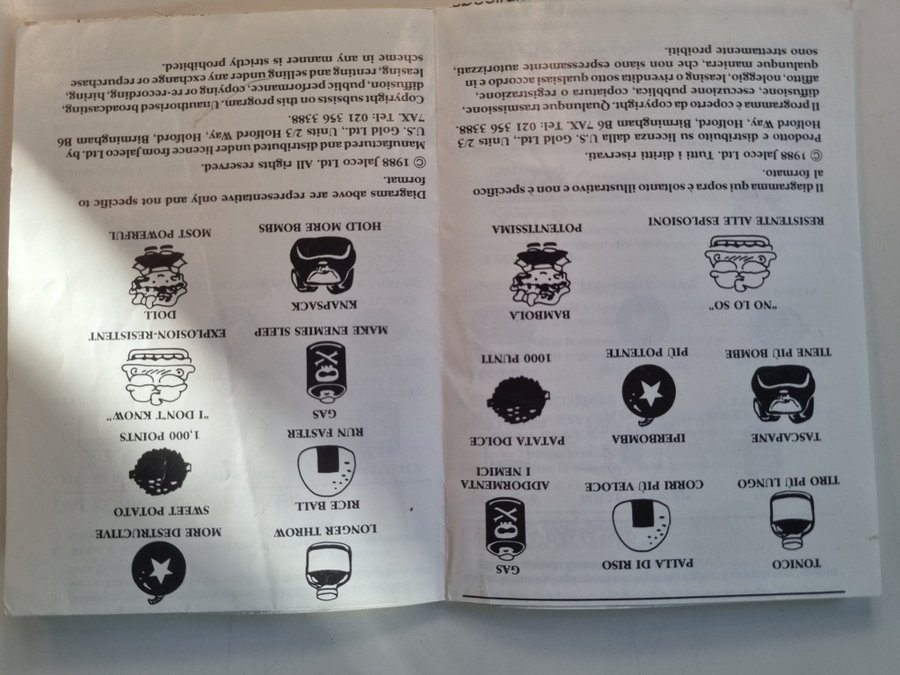 TONICO
PALLA DI RISO
GAS
TIRO PIÙ LUNGO
CORRI PIÙ VELOCE
ADDORMENTA
I NEMICI
TASCAPANE
IPERBOMBA
PATATA DOLCE
TIENE PIÙ BOMBE
PIÙ POTENTE
1000 PUNTI
"NO LO SO"
BAMBOLA
RESISTENTE ALLE ESPLOSIONI
POTENTISSIMA
Il diagramma qui sopra è soltanto illustrativo e non è specifico
al formato.
© 1988 Jaleco Ltd. Tutti i diritti riservati.
Prodotto e distribuito su licenza dalla U.S. Gold Ltd., Units 2/3
Holford Way, Holford, Birmingham B6 7AX. Tel: 021 356 3388.
Il programma è coperto da copyright. Qualunque trasmissione,
diffusione, esecuzione pubblica, copiatura o registrazione,
affitto, noleggio, leasing o rivendita sotto qualsiasi accordo e in
qualunque maniera, che non siano espressamente autorizzati,
sono strettamente proibiti.
LONGER THROW
MORE DESTRUCTIVE
RICE BALL
SWEET POTATO
RUN FASTER
1,000 POINTS
GAS
"I DON'T KNOW"
MAKE ENEMIES SLEEP
EXPLOSION-RESISTENT
KNAPSACK
DOLL
HOLD MORE BOMBS
MOST POWERFUL
Diagrams above are representative only and not specific to
format.
© 1988 Jaleco Ltd. All rights reserved.
Manufactured and distributed under licence from Jaleco Ltd by
U.S. Gold Ltd., Units 2/3 Holford Way, Holford, Birmingham B6
7AX. Tel: 021 356 3388.
Copyright subsists on this program. Unauthorised broadcasting,
diffusion, public performance, copying or re-recording, hiring,
leasing, renting and selling under any exchange or repurchase
scheme in any manner is strictly prohibited.